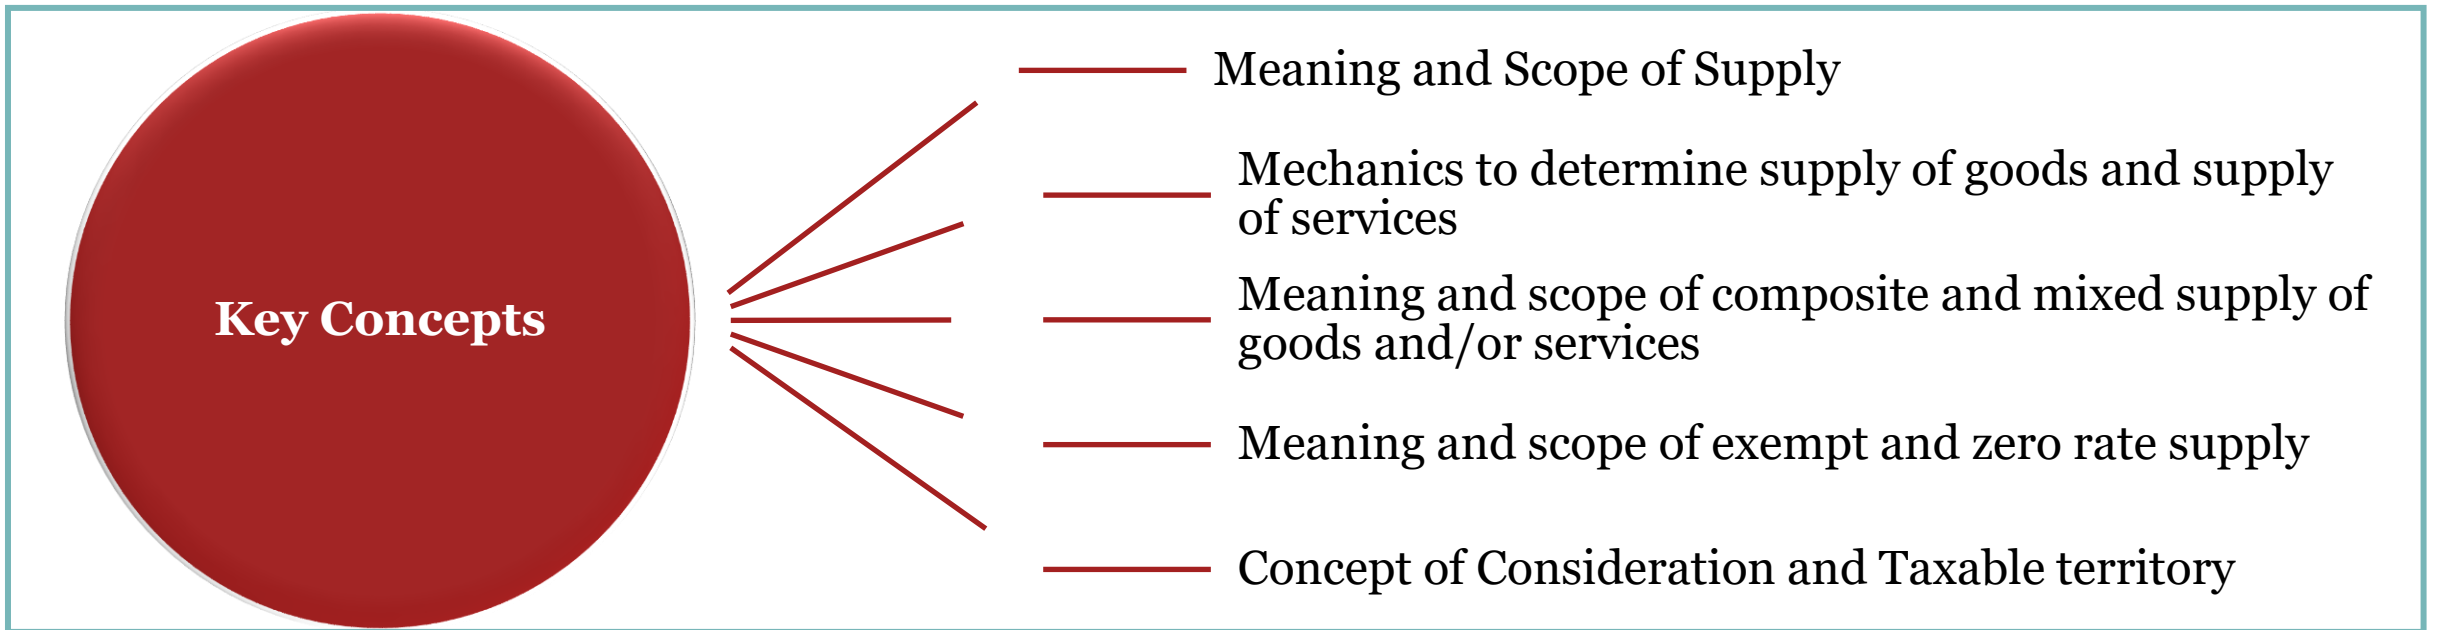 Key Concepts
Meaning and Scope of Supply
Mechanics to determine supply of goods and supply
of services
Meaning and scope of composite and mixed supply of
goods and/or services
Meaning and scope of exempt and zero rate supply
Concept of Consideration and Taxable territory